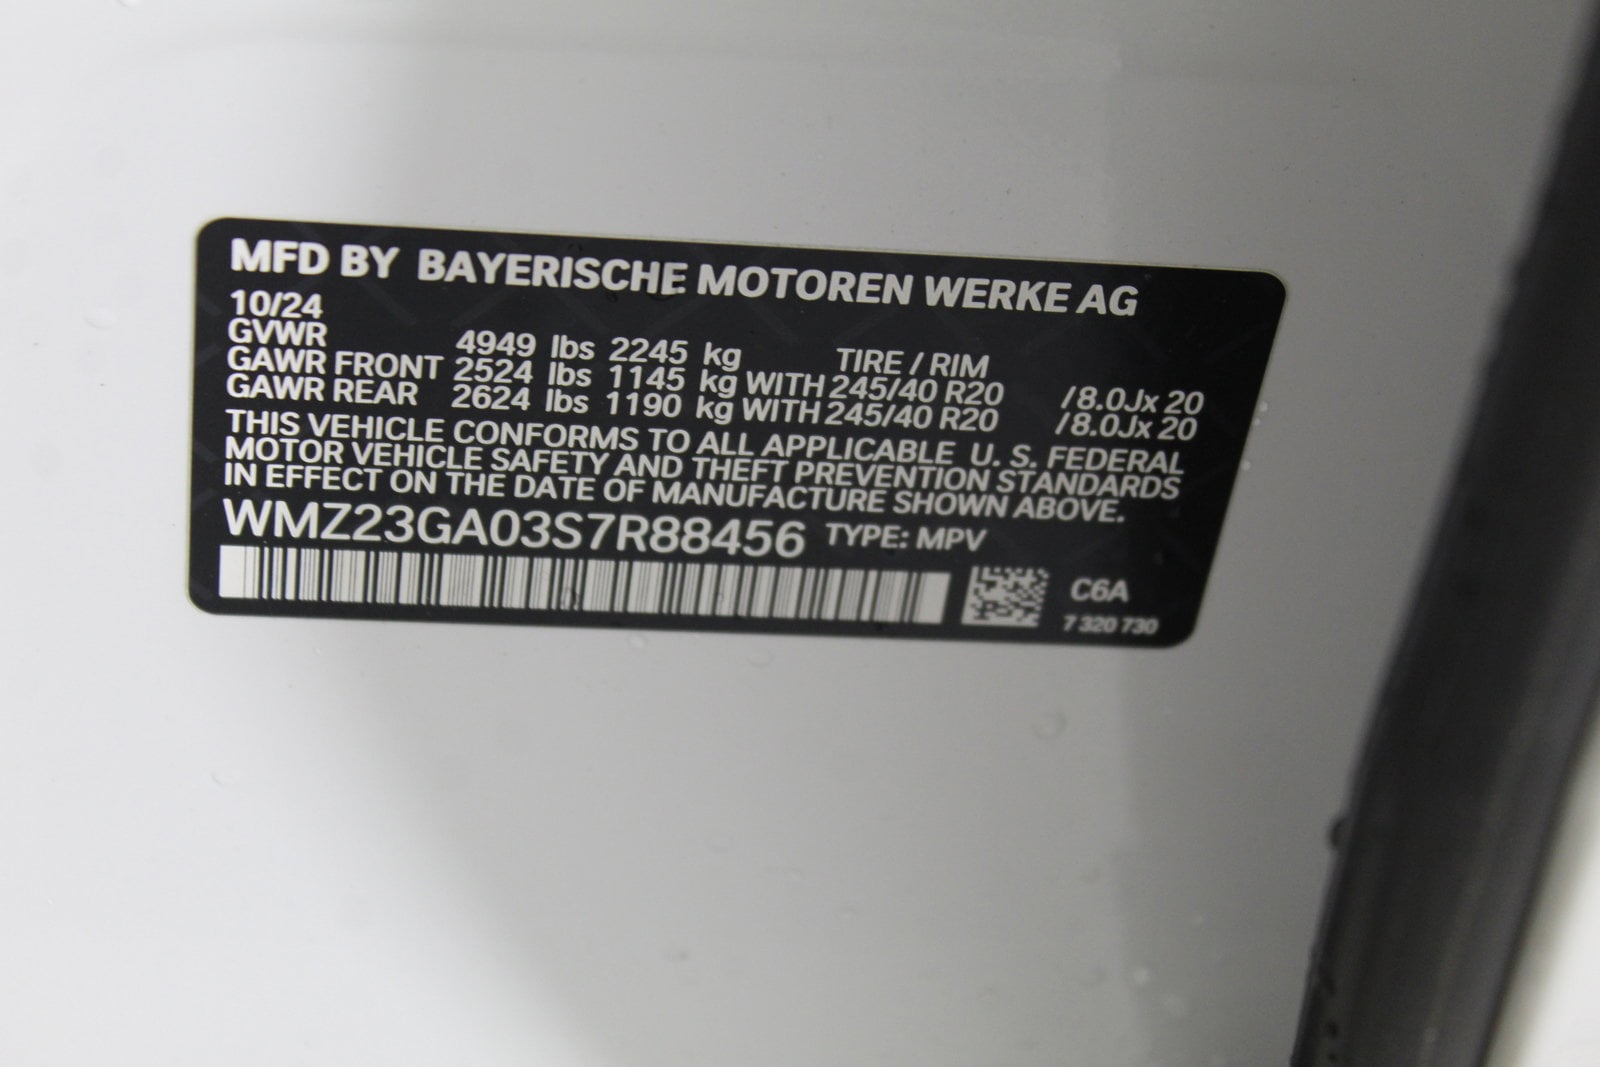 MFD BY BAYERISCHE MOTOREN WERKE AG
10/24
GVWR 4949 lbs 2245 kg TIRE / RIM
GAWR FRONT 2524 lbs 1145 kg WITH 245/40 R20 /8.0Jx 20
GAWR REAR 2624 lbs 1190 kg WITH 245/40 R20 /8.0Jx 20
THIS VEHICLE CONFORMS TO ALL APPLICABLE U. S. FEDERAL
MOTOR VEHICLE SAFETY AND THEFT PREVENTION STANDARDS
IN EFFECT ON THE DATE OF MANUFACTURE SHOWN ABOVE.
WMZ23GA03S7R88456 TYPE: MPV
C6A
7 320 730